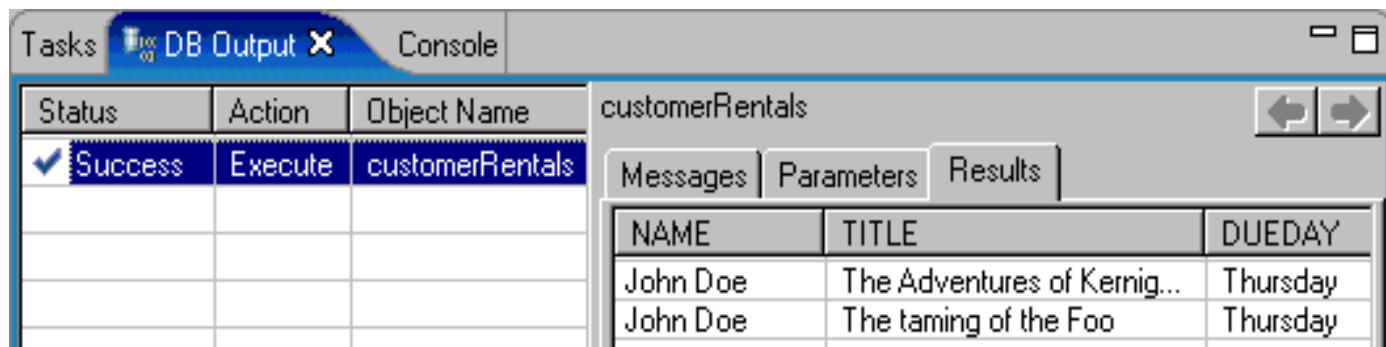 Tasks DB Output Console
Status Action Object Name
Success Execute customerRentals
customerRentals
Messages Parameters Results
NAME TITLE DUEDAY
John Doe The Adventures of Kernig... Thursday
John Doe The taming of the Foo Thursday